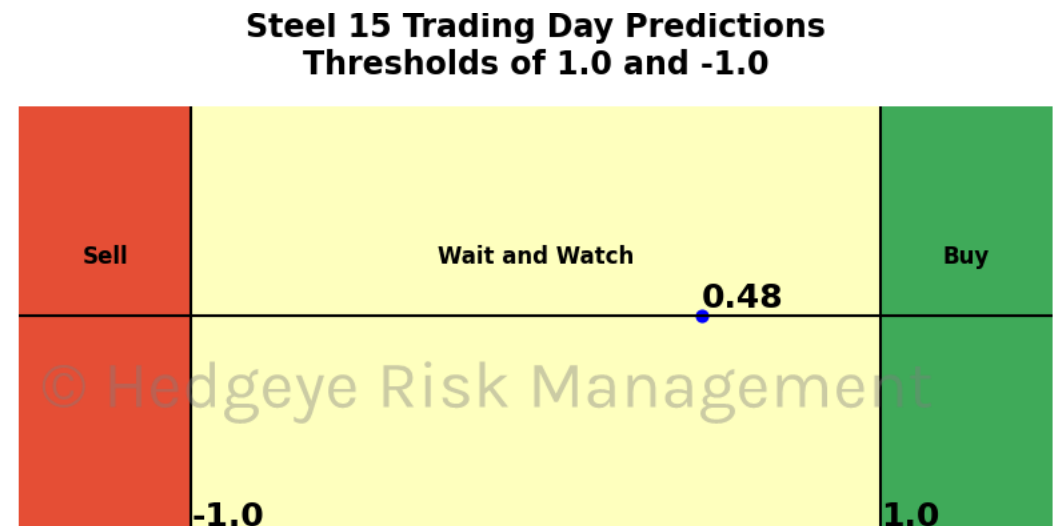 Steel 15 Trading Day Predictions
Thresholds of 1.0 and -1.0
Sell
Wait and Watch
Buy
0.48
© Hedgeye Risk Management
-1.0
1.0